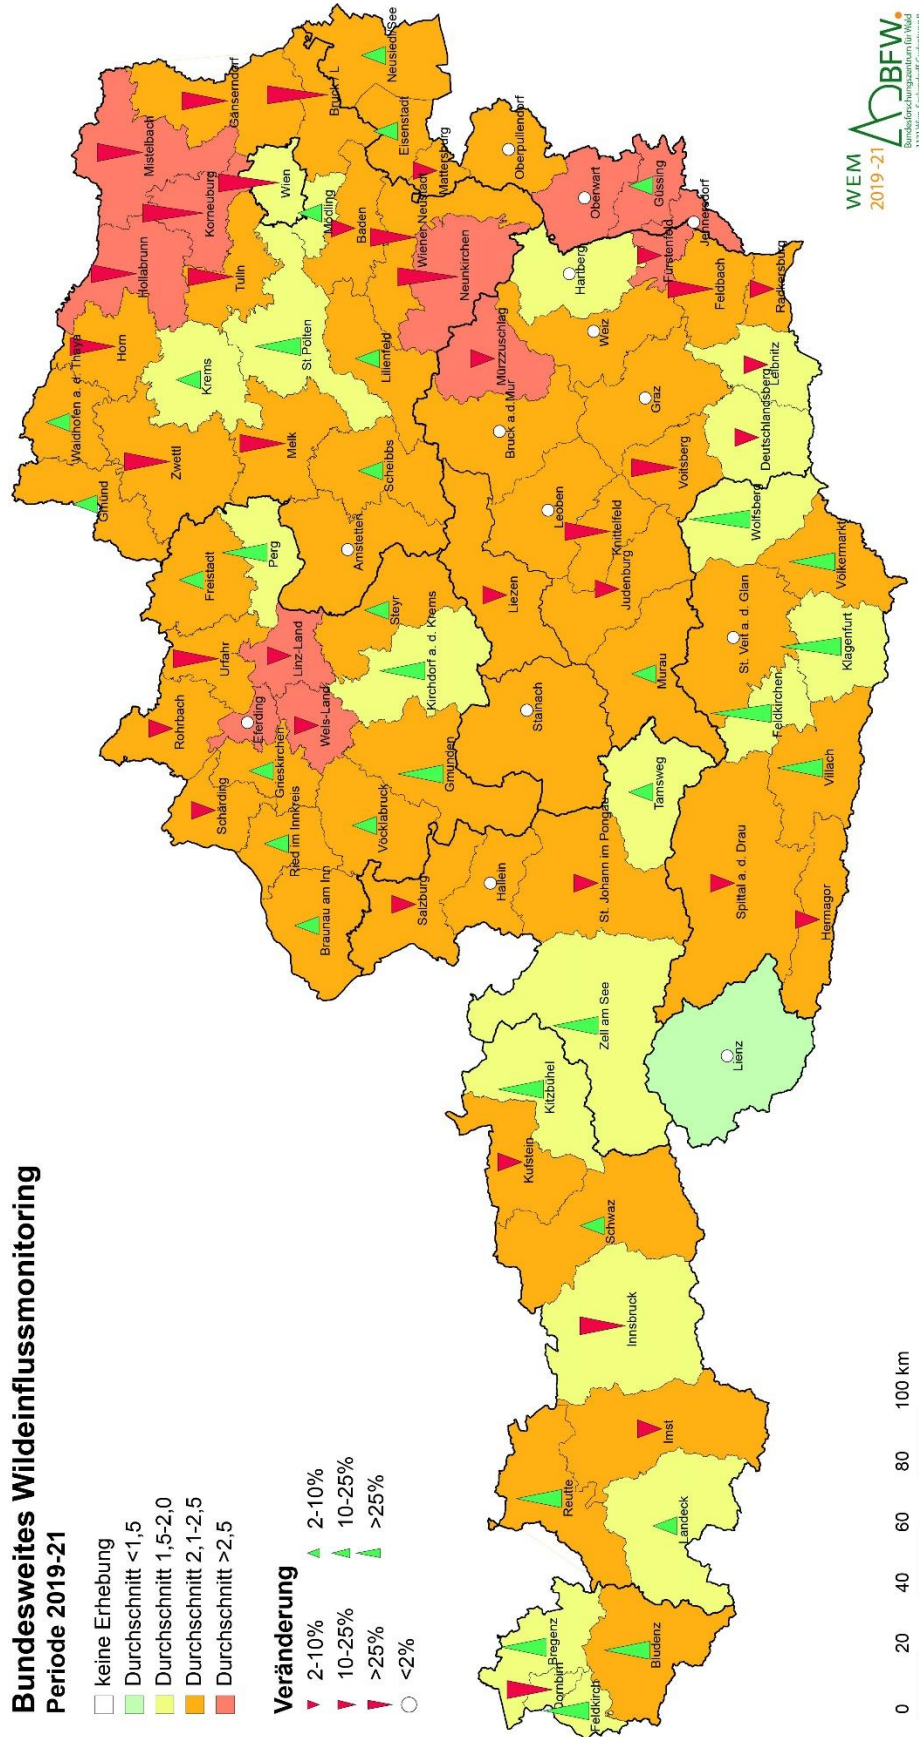 Bundesweites Wildeinflussmonitoring
Periode 2019-21
keine Erhebung
Durchschnitt <1,5
Durchschnitt 1,5-2,0
Durchschnitt 2,1-2,5
Durchschnitt >2,5
Veränderung
2-10% 2-10%
10-25% 10-25%
>25% >25%
<2%
Bregenz
Dornbirn
Feldkirch
Bludenz
Reutte
Landeck
Imst
Innsbruck
Schwaz
Kufstein
Kitzbühel
Zell am See
Lienz
Salzburg
Hallein
St. Johann im Pongau
Tamsweg
Spittal a. d. Drau
Hermagor
Villach
Feldkirchen
St. Veit a. d. Glan
Klagenfurt
Völkermarkt
Wolfsberg
Braunau am Inn
Ried im Innkreis
Schärding
Grieskirchen
Vöcklabruck
Gmunden
Rohrbach
Eferding
Wels-Land
Urfahr
Linz-Land
Kirchdorf a. d. Krems
Steyr
Freistadt
Perg
Stainach
Liezen
Murau
Judenburg
Knittelfeld
Leoben
Bruck a.d. Mur
Mürzzuschlag
Voitsberg
Graz
Weiz
Hartberg
Deutschlandsberg
Leibnitz
Fürstenfeld
Feldbach
Radkersburg
Gmünd
Waidhofen a. d. Thaya
Zwettl
Horn
Krems
Melk
Amstetten
Scheibbs
St Pölten
Lilienfeld
Hollabrunn
Mistelbach
Korneuburg
Tulln
Gänserndorf
Wien
Bruck / L
Mödling
Baden
Wiener Neustadt
Neunkirchen
Neusiedl/See
Eisenstadt
Mattersburg
Oberpullendorf
Oberwart
Güssing
Jennersdorf
0 20 40 60 80 100 km
WEM
2019-21
BFW.
Bundesforschungszentrum für Wald